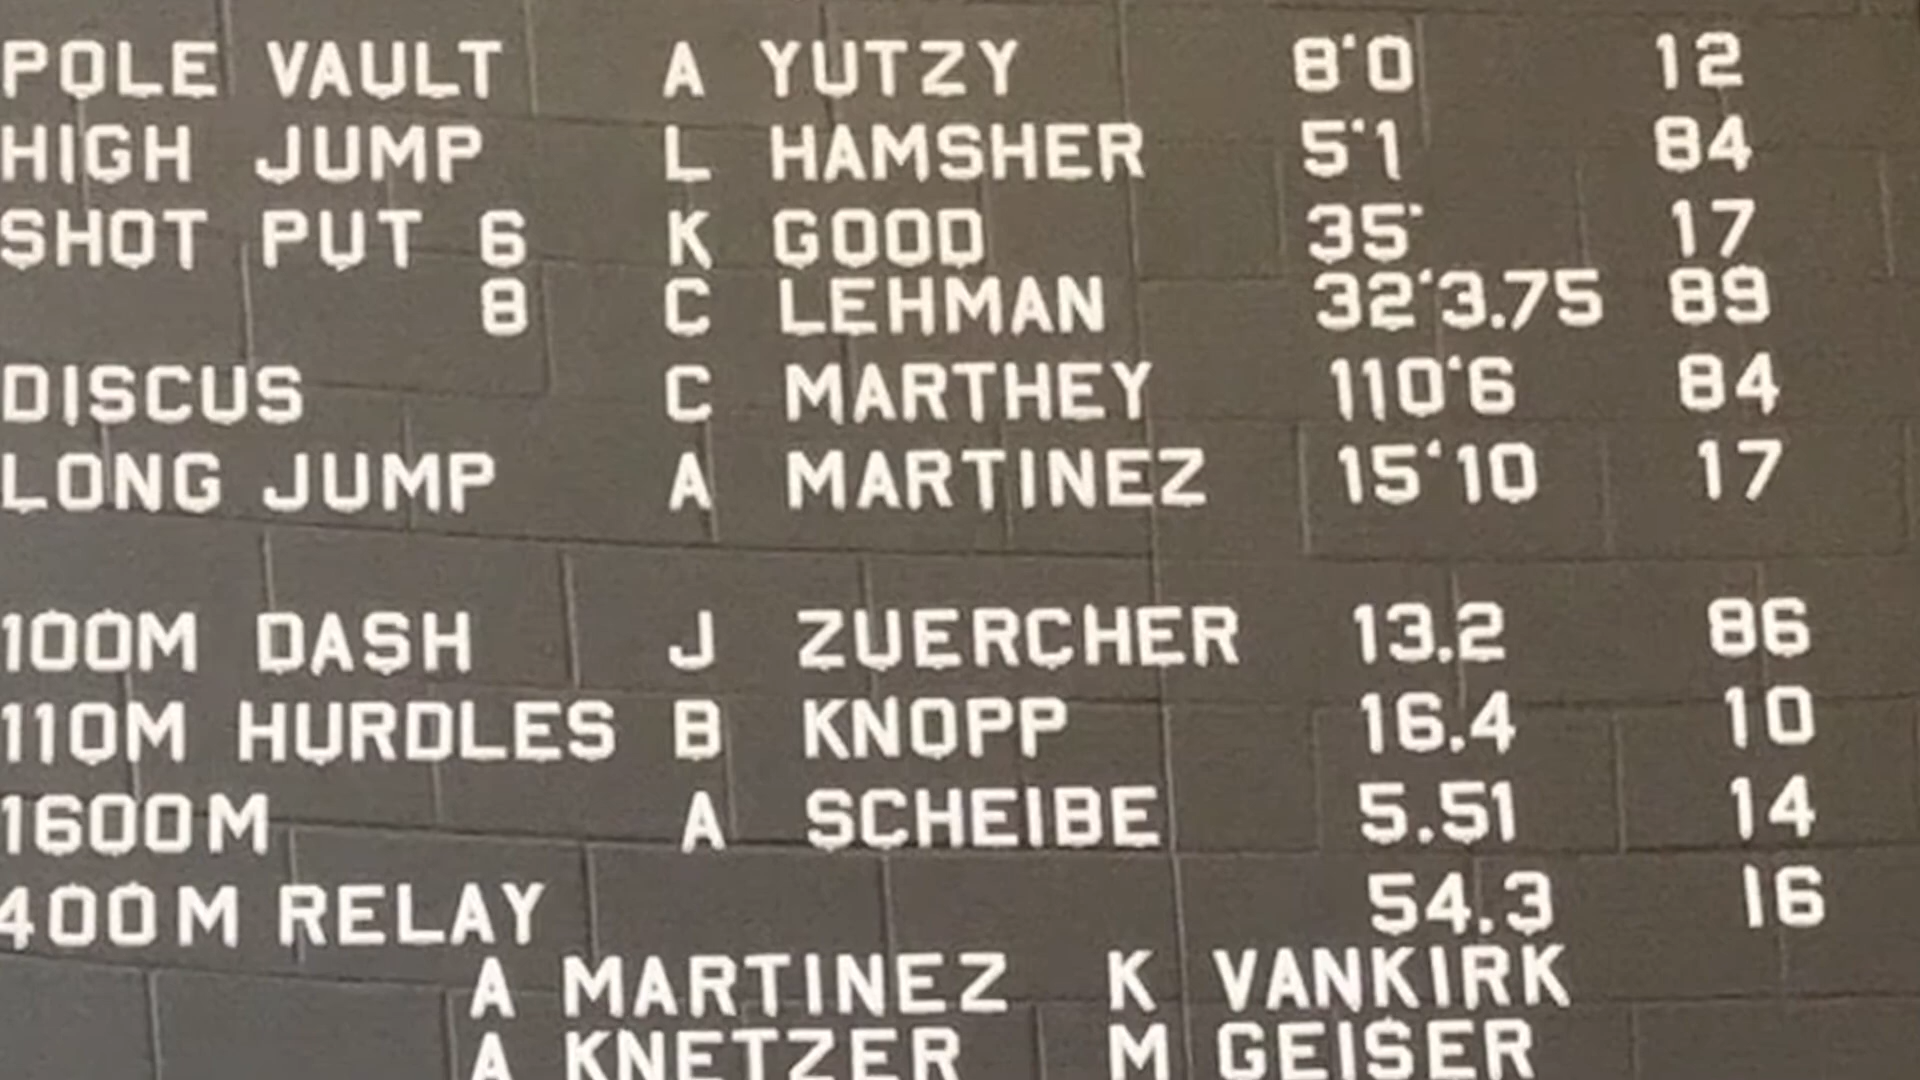 POLE VAULT A YUTZY 8'0 12
HIGH JUMP L HAMSHER 5'1 84
SHOT PUT 6 K GOOD 35' 17
8 C LEHMAN 32'3.75 89
DISCUS C MARTHEY 110'6 84
LONG JUMP A MARTINEZ 15'10 17
100M DASH J ZUERCHER 13.2 86
110M HURDLES B KNOPP 16.4 10
1600M A SCHEIBE 5.51 14
400M RELAY 54.3 16
A MARTINEZ K VANKIRK
A KNETZER M GEISER